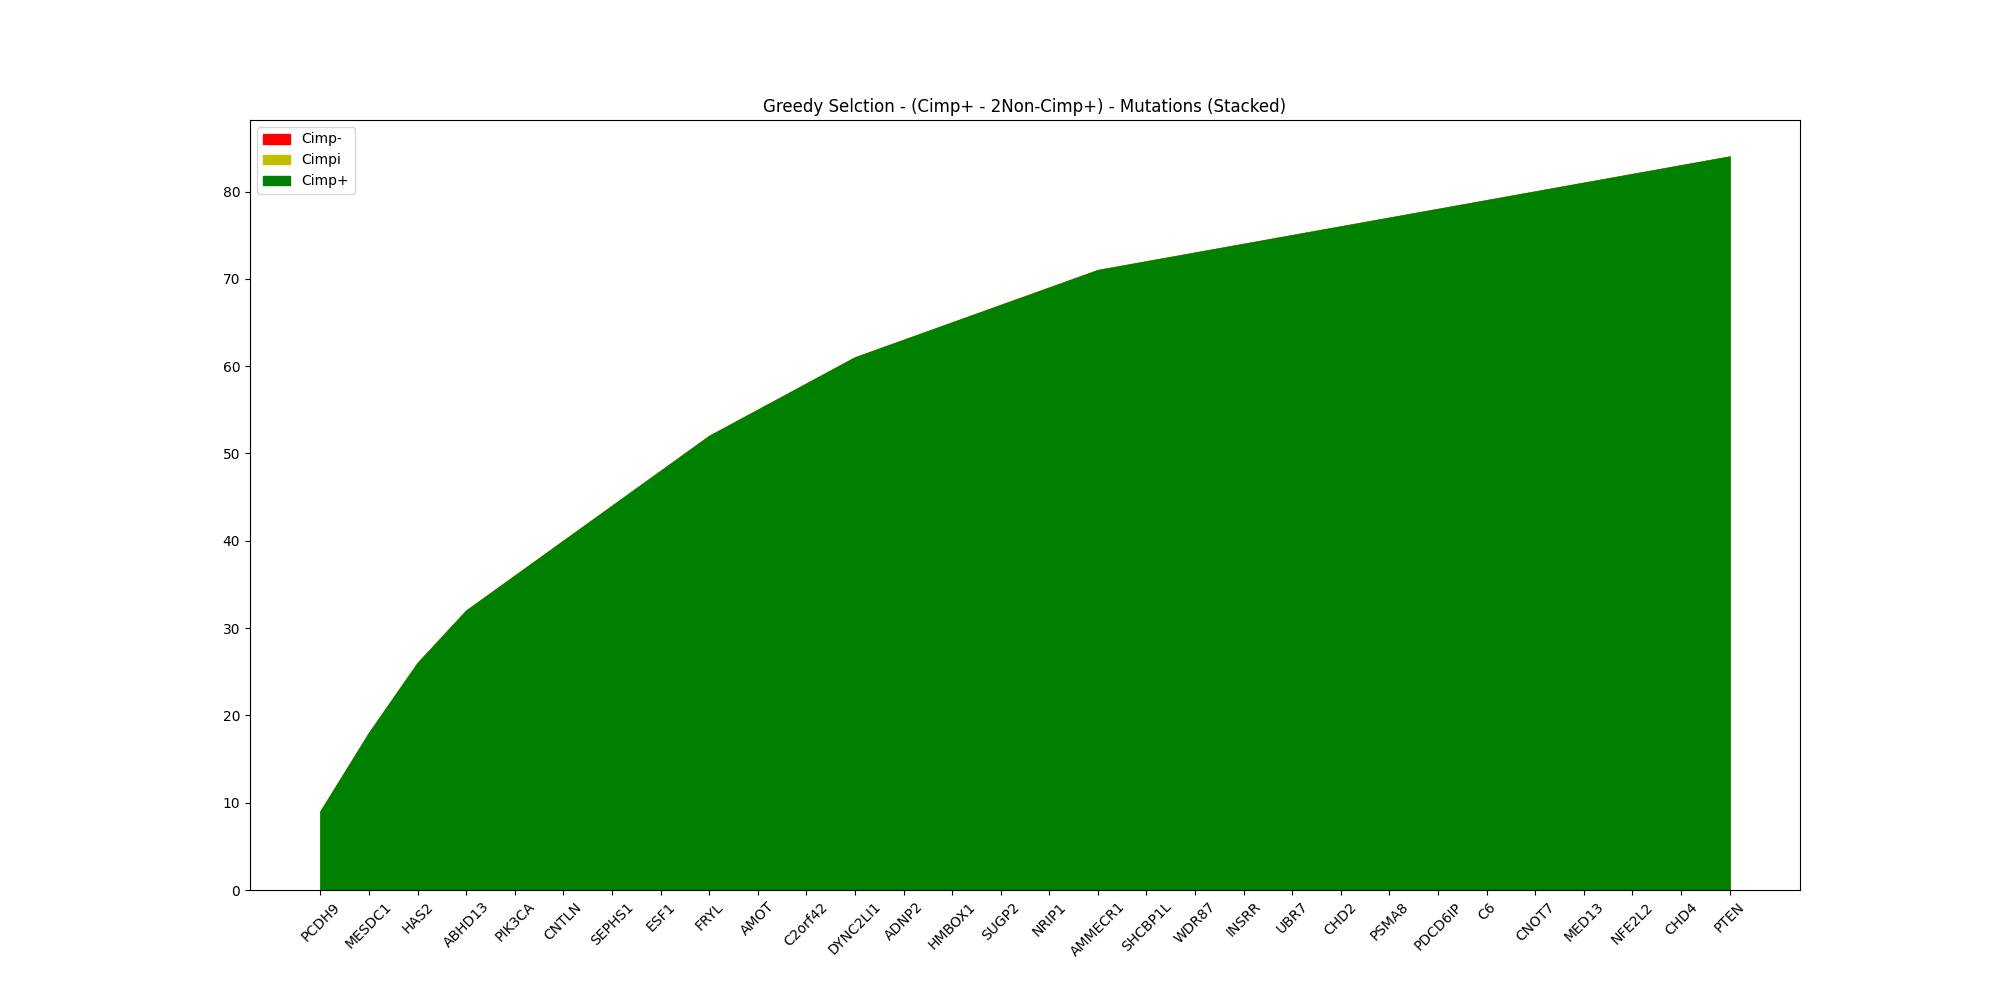 Greedy Selction - (Cimp+ - 2Non-Cimp+) - Mutations (Stacked)
Cimp-
Cimpi
Cimp+
80
70
60
50
40
30
20
10
0
PCDH9
MESDC1
HAS2
ABHD13
PIK3CA
CNTLN
SEPHS1
ESF1
FRYL
AMOT
C2orf42
DYNC2LI1
ADNP2
HMBOX1
SUGP2
NRIP1
AMMECR1
SHCBP1L
WDR87
INSRR
UBR7
CHD2
PSMA8
PDCD6IP
C6
CNOT7
MED13
NFE2L2
CHD4
PTEN